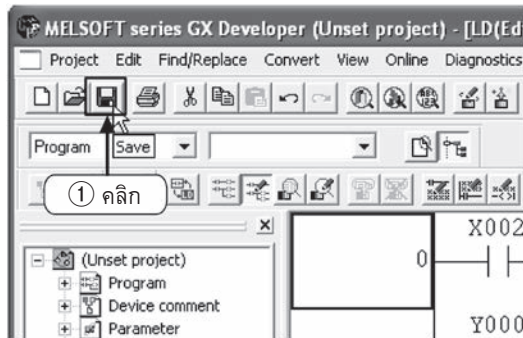 MELSOFT series GX Developer (Unset project) - [LD(Ed
Project Edit Find/Replace Convert View Online Diagnostics
Program Save
① คลิก
(Unset project)
Program
Device comment
Parameter
X002
0
Y000